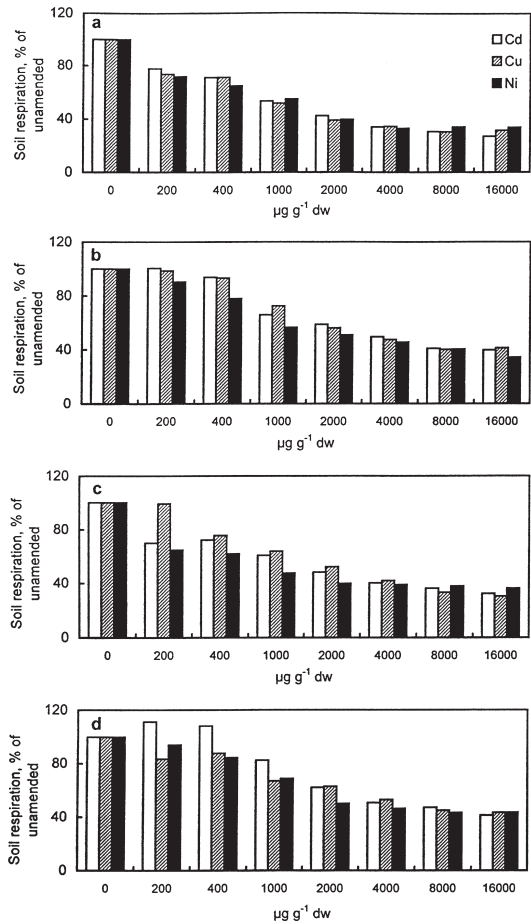 a
Cd
Cu
Ni
Soil respiration, % of
unamended
120
80
40
0
0 200 400 1000 2000 4000 8000 16000
µg g⁻¹ dw
b
Soil respiration, % of
unamended
120
80
40
0
0 200 400 1000 2000 4000 8000 16000
µg g⁻¹ dw
c
Soil respiration, % of
unamended
120
80
40
0
0 200 400 1000 2000 4000 8000 16000
µg g⁻¹ dw
d
Soil respiration, % of
unamended
120
80
40
0
0 200 400 1000 2000 4000 8000 16000
µg g⁻¹ dw